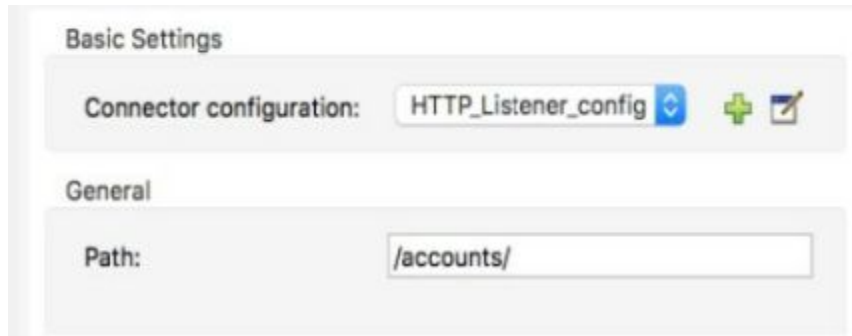 Basic Settings
Connector configuration: HTTP_Listener_config
General
Path: /accounts/